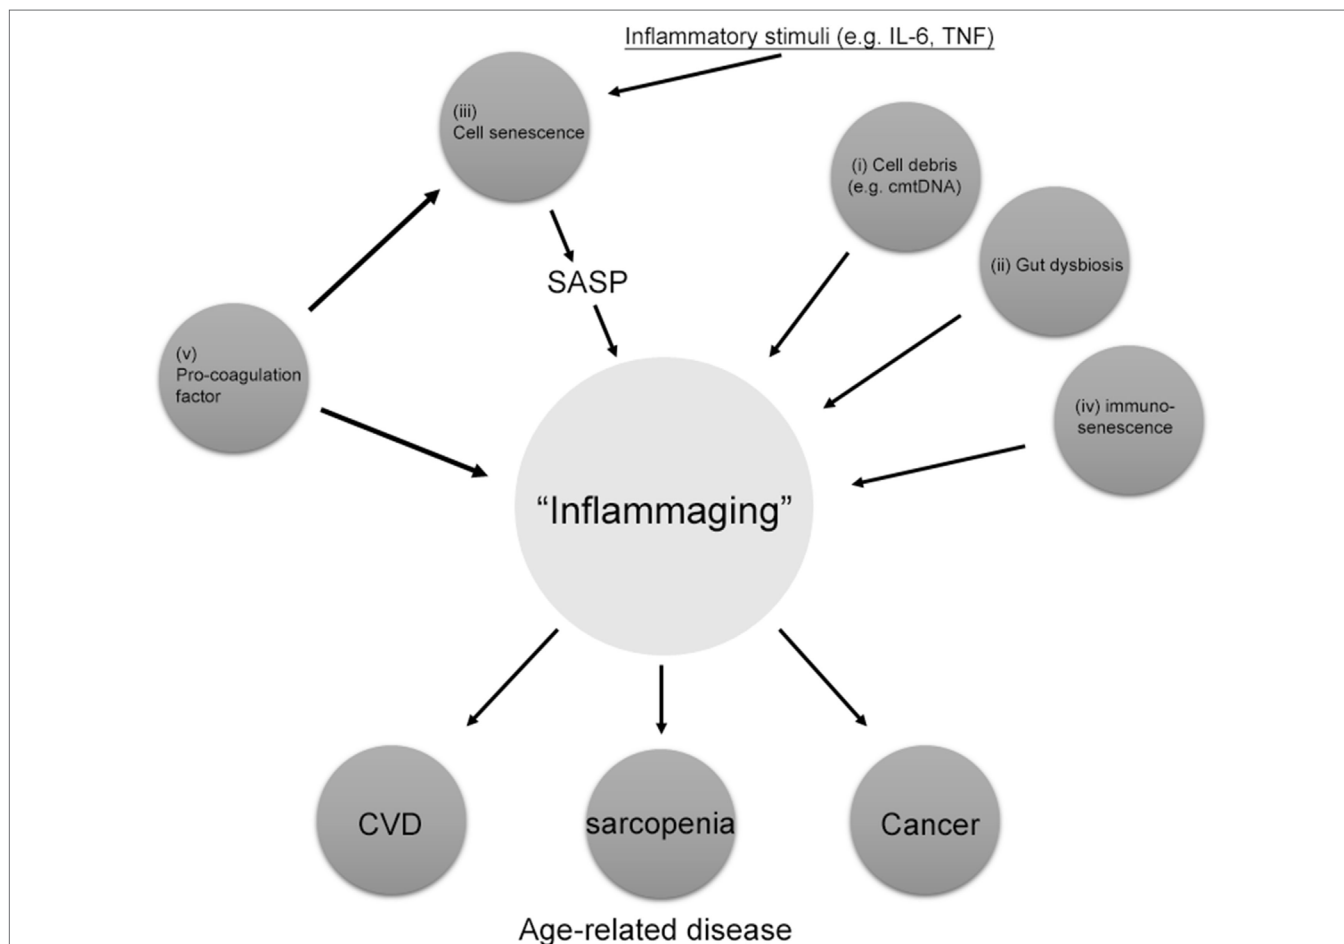 Inflammatory stimuli (e.g. IL-6, TNF)
(iii)
Cell senescence
(i) Cell debris
(e.g. cmtDNA)
(ii) Gut dysbiosis
SASP
(v)
Pro-coagulation
factor
(iv) immuno-
senescence
“Inflammaging”
CVD
sarcopenia
Cancer
Age-related disease